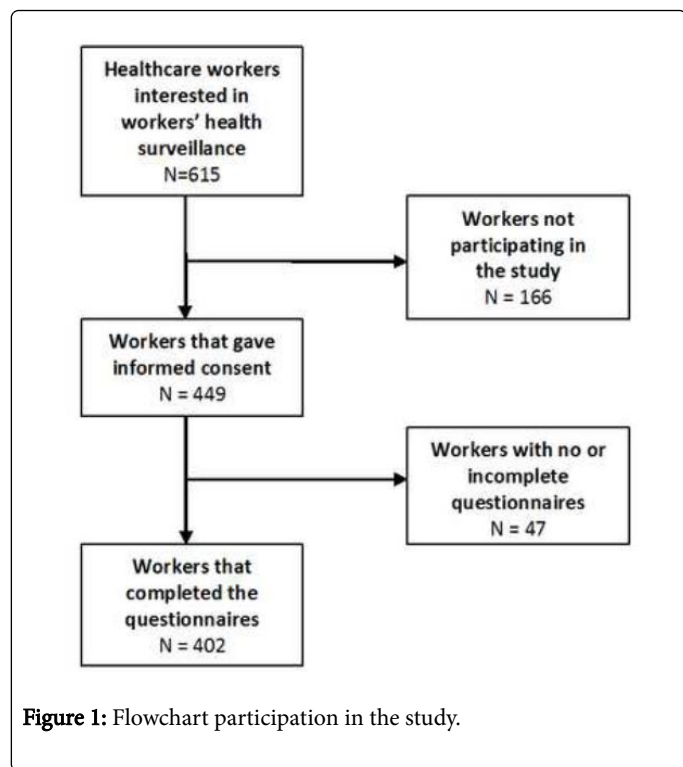 Healthcare workers
interested in
workers’ health
surveillance
N=615
Workers not
participating in
the study
N = 166
Workers that gave
informed consent
N = 449
Workers with no or
incomplete
questionnaires
N = 47
Workers that
completed the
questionnaires
N = 402
Figure 1: Flowchart participation in the study.